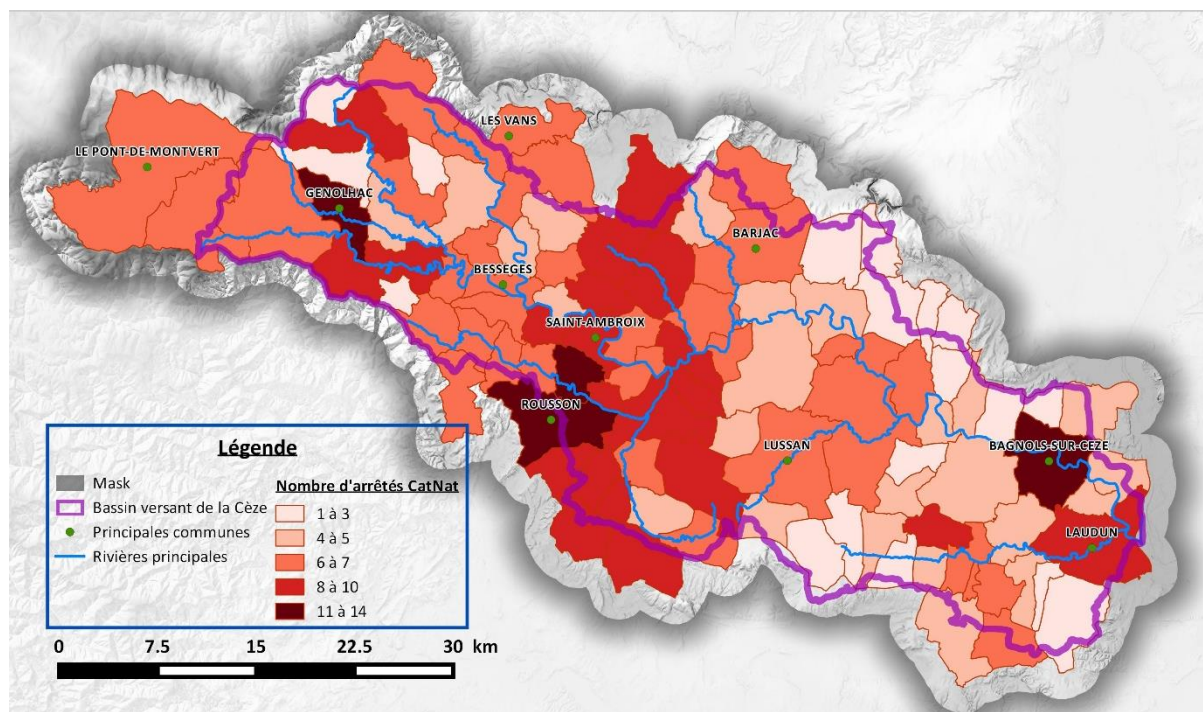 LES VANS
LE PONT-DE-MONTVERT
GENOLHAC
BARJAC
BESSEGES
SAINT-AMBROIX
ROUSSON
LUSSAN
BAGNOLS-SUR-CEZE
LAUDUN
Légende
Mask
Bassin versant de la Cèze
Principales communes
Rivières principales
Nombre d'arrêtés CatNat
1 à 3
4 à 5
6 à 7
8 à 10
11 à 14
0 7.5 15 22.5 30 km